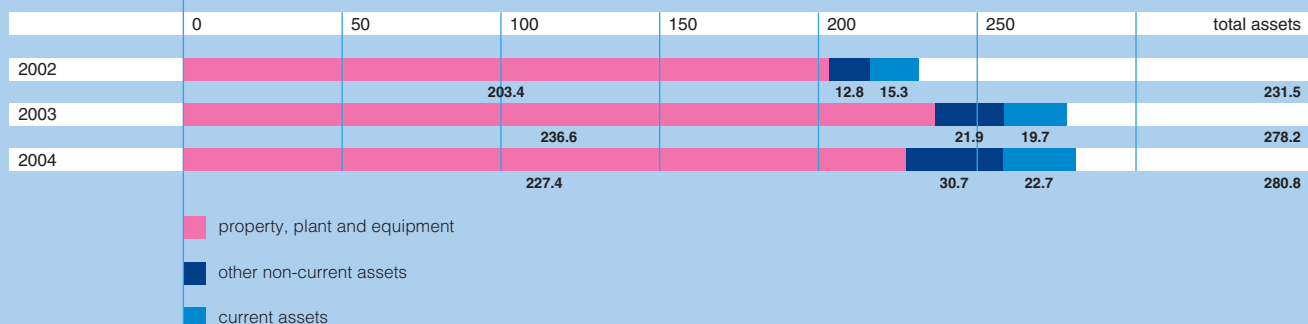 0 50 100 150 200 250 total assets
2002
203.4 12.8 15.3 231.5
2003
236.6 21.9 19.7 278.2
2004
227.4 30.7 22.7 280.8
property, plant and equipment
other non-current assets
current assets